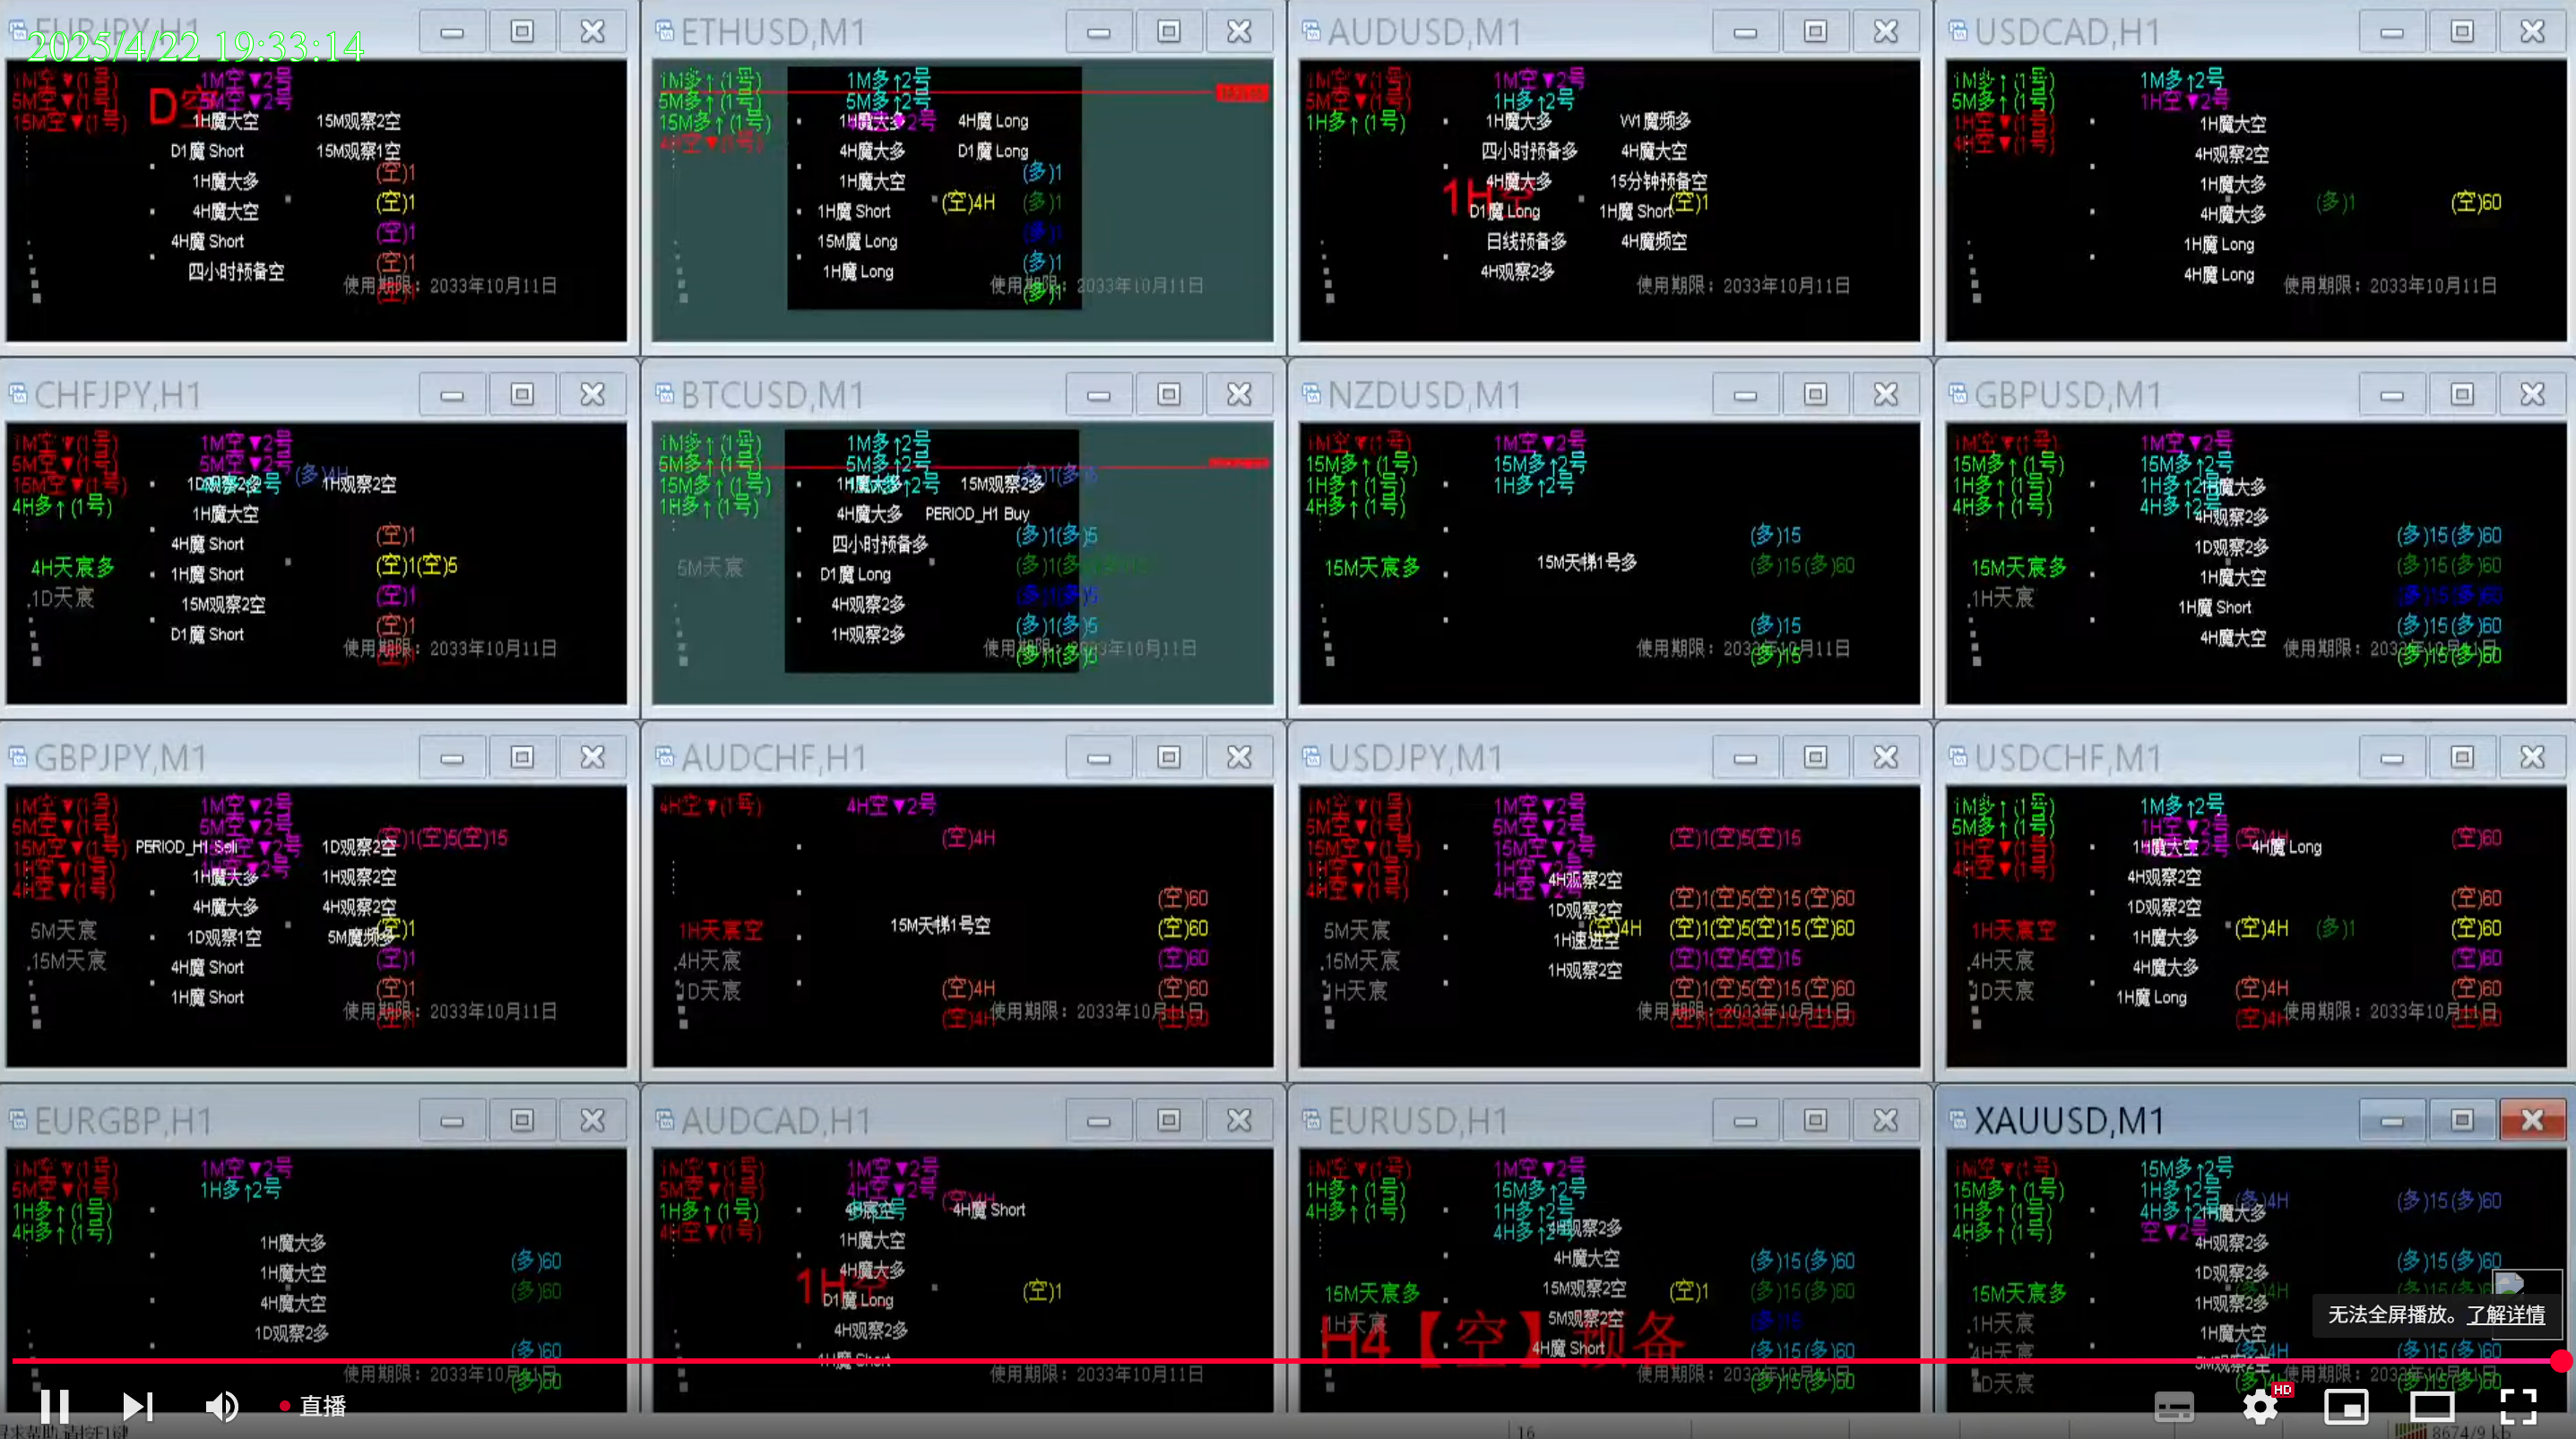 EURJPY,H1
2025/4/22 19:33:14
1M空▼(1号)
1M空▼2号
5M空▼(1号)
5M空▼2号
15M空▼(1号)
D空
1H魔大空
15M观察2空
D1魔 Short
15M观察1空
(空)1
1H魔大多
(空)1
4H魔大空
(空)1
4H魔 Short
(空)1
四小时预备空
使用期限：2033年10月11日
ETHUSD,M1
1M多↑(1号)
1M多↑2号
5M多↑(1号)
5M多↑2号
15M多↑(1号)
1H魔大多
4H魔 Long
4H空▼(1号)
4H魔大多
D1魔 Long
(多)1
1H魔大空
(空)4H
(多)1
1H魔 Short
(多)1
15M魔 Long
(多)1
1H魔 Long
(多)1
使用期限：2033年10月11日
AUDUSD,M1
1M空▼(1号)
1M空▼2号
5M空▼(1号)
1H多↑2号
1H多↑(1号)
1H魔大多
W1魔频多
四小时预备多
4H魔大空
4H魔大多
15分钟预备空
1H空
D1魔 Long
1H魔 Short
(空)1
日线预备多
4H魔频空
4H观察2多
使用期限：2033年10月11日
USDCAD,H1
1M多↑(1号)
1M多↑2号
5M多↑(1号)
1H空▼2号
1H空▼(1号)
4H空▼(1号)
1H魔大空
4H观察2空
1H魔大多
(多)1
(空)60
4H魔大多
1H魔 Long
4H魔 Long
使用期限：2033年10月11日
CHFJPY,H1
1M空▼(1号)
1M空▼2号
5M空▼(1号)
5M空▼2号
(多)4H
15M空▼(1号)
1D观察2多
1H观察2空
4H多↑(1号)
1H魔大空
(空)1
4H魔 Short
4H天宸多
(空)1(空)5
1H魔 Short
.1D天宸
(空)1
15M观察2空
(空)1
D1魔 Short
(空)1
使用期限：2033年10月11日
BTCUSD,M1
1M多↑(1号)
1M多↑2号
5M多↑(1号)
5M多↑2号
15M多↑(1号)
1H魔大多
15M观察2多
1H多↑(1号)
4H魔大多
PERIOD_H1 Buy
(多)1(多)5
四小时预备多
5M天宸
D1魔 Long
4H观察2多
(多)1(多)5
1H观察2多
(多)1(多)5
(多)1(多)5
NZDUSD,M1
1M空▼(1号)
1M空▼2号
15M多↑(1号)
15M多↑2号
1H多↑(1号)
1H多↑2号
4H多↑(1号)
(多)15
15M天宸多
15M天梯1号多
(多)15(多)60
(多)15
(多)15
使用期限：2033年10月11日
GBPUSD,M1
1M空▼(1号)
1M空▼2号
15M多↑(1号)
15M多↑2号
1H多↑(1号)
1H多↑2号
1H魔大多
4H多↑(1号)
4H多↑2号
4H观察2多
(多)15(多)60
1D观察2多
15M天宸多
(多)15(多)60
1H魔大空
.1H天宸
(多)15(多)60
1H魔 Short
(多)15(多)60
4H魔大空
(多)15(多)60
GBPJPY,M1
1M空▼(1号)
1M空▼2号
5M空▼(1号)
5M空▼2号
(空)1(空)5(空)15
15M空▼(1号)
PERIOD_H1 Sell
15M空▼2号
1D观察2空
1H空▼(1号)
1H魔大多
1H观察2空
4H空▼(1号)
4H魔大多
4H观察2空
5M天宸
1D观察1空
5M魔频多
(空)1
.15M天宸
4H魔 Short
(空)1
1H魔 Short
(空)1
使用期限：2033年10月11日
AUDCHF,H1
4H空▼(1号)
4H空▼2号
(空)4H
(空)60
1H天宸空
15M天梯1号空
(空)60
.4H天宸
(空)60
1D天宸
(空)4H
(空)60
(空)4H
使用期限：2033年10月11日
USDJPY,M1
1M空▼(1号)
1M空▼2号
5M空▼(1号)
5M空▼2号
(空)1(空)5(空)15
15M空▼(1号)
15M空▼2号
1H空▼(1号)
1H空▼2号
4H空▼(1号)
4H空▼2号
4H观察2空
(空)1(空)5(空)15(空)60
1D观察2空
5M天宸
(空)4H
(空)1(空)5(空)15(空)60
1H速进空
.15M天宸
(空)1(空)5(空)15
1H观察2空
1H天宸
(空)1(空)5(空)15(空)60
使用期限：2033年10月11日
USDCHF,M1
1M多↑(1号)
1M多↑2号
5M多↑(1号)
1H空▼2号
(空)4H
(空)60
1H空▼(1号)
1H魔大空
4H魔 Long
4H空▼(1号)
4H观察2空
(空)60
1D观察2空
1H天宸空
(空)4H
(多)1
(空)60
1H魔大多
.4H天宸
(空)60
4H魔大多
1D天宸
1H魔 Long
(空)4H
(空)60
(空)4H
使用期限：2033年10月11日
EURGBP,H1
1M空▼(1号)
1M空▼2号
5M空▼(1号)
1H多↑2号
1H多↑(1号)
4H多↑(1号)
1H魔大多
(多)60
1H魔大空
(多)60
4H魔大空
1D观察2多
(多)60
(多)60
AUDCAD,H1
1M空▼(1号)
1M空▼2号
5M空▼(1号)
4H空▼2号
(空)4H
1H多↑(1号)
4H魔 Short
4H空▼(1号)
1H魔大空
4H魔大多
1H空
D1魔 Long
(空)1
4H观察2多
1H魔 Short
使用期限：2033年10月11日
EURUSD,H1
1M空▼(1号)
1M空▼2号
1H多↑(1号)
15M多↑2号
4H多↑(1号)
1H多↑2号
4H多↑2号
4H观察2多
4H魔大空
(多)15(多)60
15M天宸多
15M观察2空
(空)1
(多)15(多)60
1H天宸
5M观察2空
(多)15
H4【空】预备
4H魔 Short
(多)15(多)60
使用期限：2033年10月11日
(多)15(多)60
XAUUSD,M1
1M空▼(1号)
15M多↑2号
15M多↑(1号)
1H多↑2号
(多)4H
(多)15(多)60
1H多↑(1号)
4H多↑2号
1H魔大多
4H多↑(1号)
空▼2号
4H观察2多
(多)15(多)60
1D观察2多
15M天宸多
1H观察2多
.1H天宸
1H魔大空
4H天宸
(多)15(多)60
使用期限：2033年10月11日
无法全屏播放。了解详情
直播
HD
16
8674/9 kb